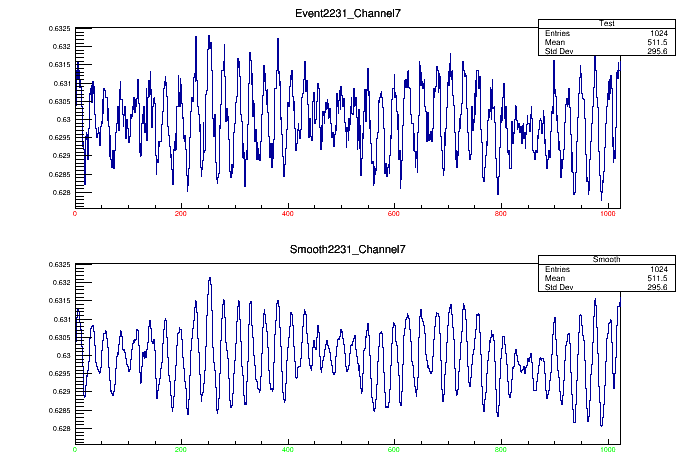 Event2231_Channel7
Test
Entries 1024
Mean 511.5
Std Dev 295.6
0.6325
0.632
0.6315
0.631
0.6305
0.63
0.6295
0.629
0.6285
0.628
0 200 400 600 800 1000
Smooth2231_Channel7
Smooth
Entries 1024
Mean 511.5
Std Dev 295.6
0.6325
0.632
0.6315
0.631
0.6305
0.63
0.6295
0.629
0.6285
0.628
0 200 400 600 800 1000